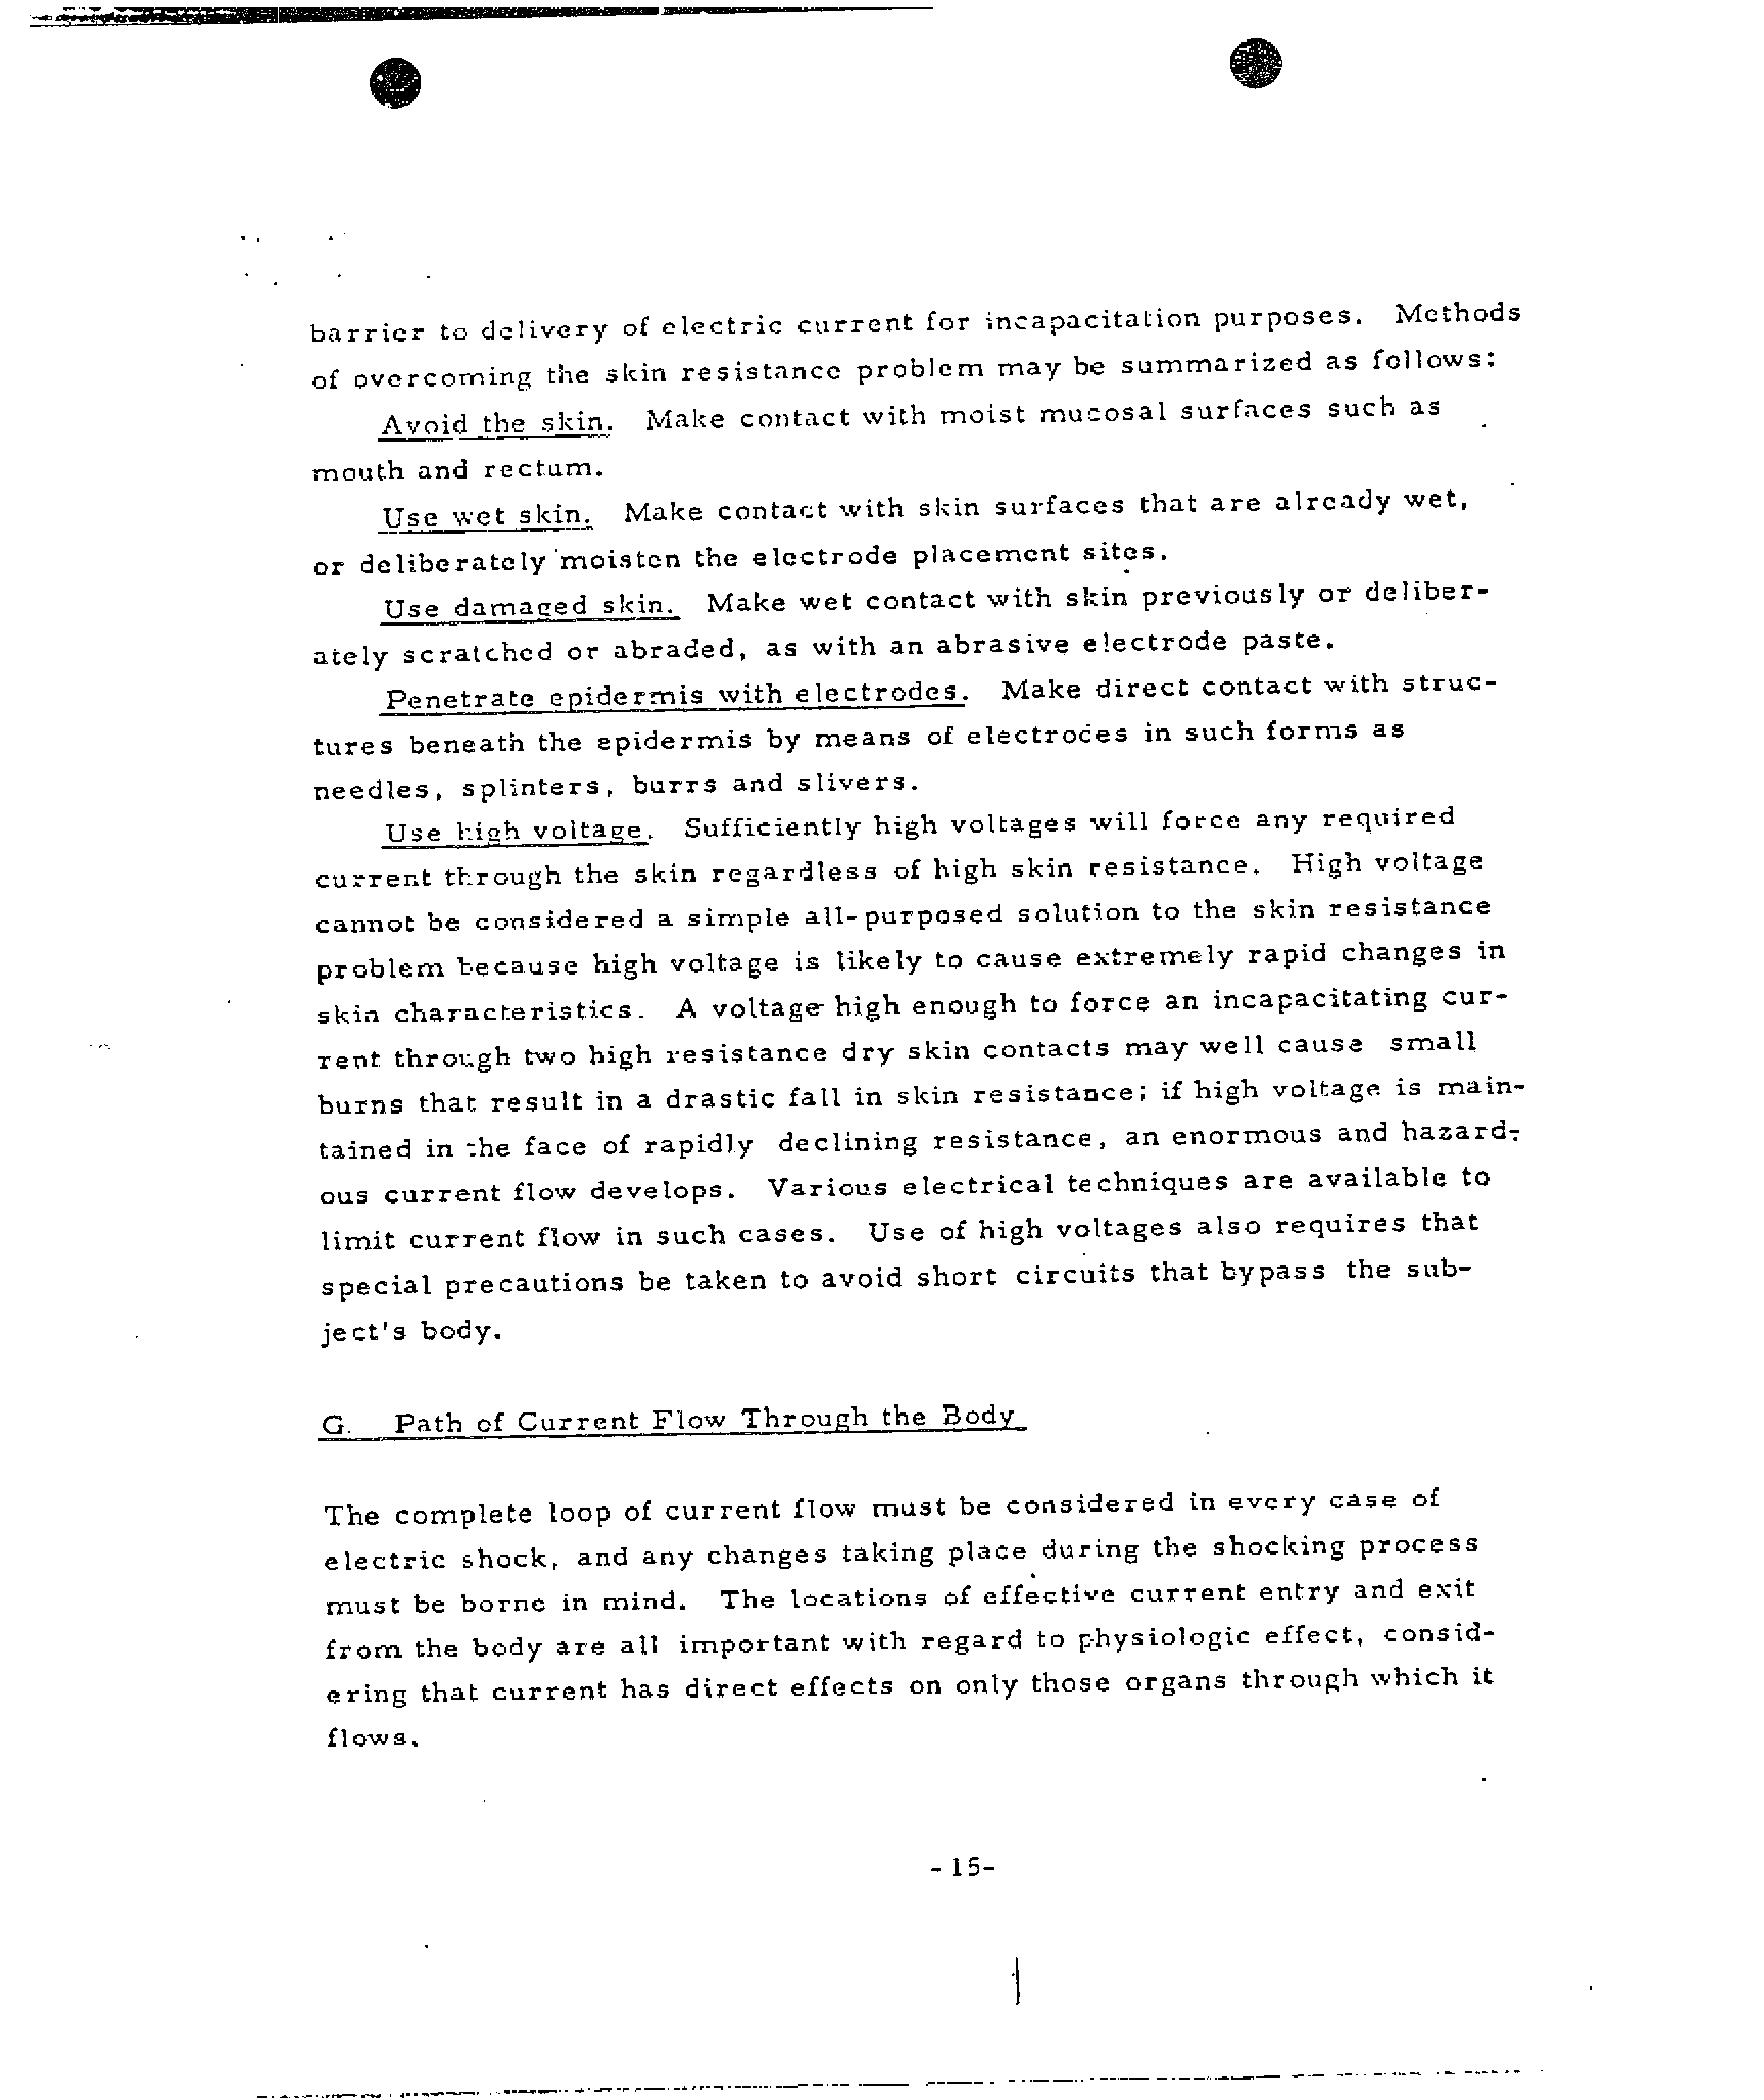 barrier to delivery of electric current for incapacitation purposes. Methods
of overcoming the skin resistance problem may be summarized as follows:
Avoid the skin. Make contact with moist mucosal surfaces such as
mouth and rectum.
Use wet skin. Make contact with skin surfaces that are already wet,
or deliberately moisten the electrode placement sites.
Use damaged skin. Make wet contact with skin previously or deliber-
ately scratched or abraded, as with an abrasive electrode paste.
Penetrate epidermis with electrodes. Make direct contact with struc-
tures beneath the epidermis by means of electrodes in such forms as
needles, splinters, burrs and slivers.
Use high voltage. Sufficiently high voltages will force any required
current through the skin regardless of high skin resistance. High voltage
cannot be considered a simple all-purposed solution to the skin resistance
problem because high voltage is likely to cause extremely rapid changes in
skin characteristics. A voltage high enough to force an incapacitating cur-
rent through two high resistance dry skin contacts may well cause small
burns that result in a drastic fall in skin resistance; if high voltage is main-
tained in the face of rapidly declining resistance, an enormous and hazard-
ous current flow develops. Various electrical techniques are available to
limit current flow in such cases. Use of high voltages also requires that
special precautions be taken to avoid short circuits that bypass the sub-
ject's body.
G. Path of Current Flow Through the Body
The complete loop of current flow must be considered in every case of
electric shock, and any changes taking place during the shocking process
must be borne in mind. The locations of effective current entry and exit
from the body are all important with regard to physiologic effect, consid-
ering that current has direct effects on only those organs through which it
flows.
-15-